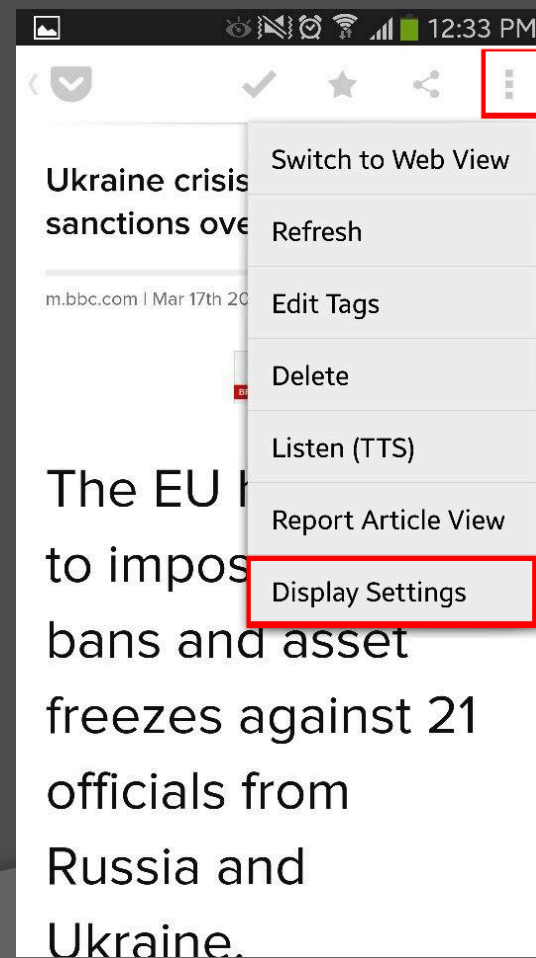 12:33 PM
Ukraine crisis
sanctions ove
m.bbc.com | Mar 17th 20
Switch to Web View
Refresh
Edit Tags
Delete
Listen (TTS)
Report Article View
Display Settings
The EU
to impos
bans and asset
freezes against 21
officials from
Russia and
Ukraine.